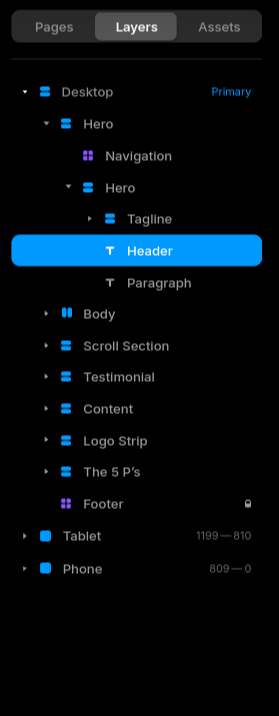 Pages Layers Assets
Desktop Primary
Hero
Navigation
Hero
Tagline
Header
Paragraph
Body
Scroll Section
Testimonial
Content
Logo Strip
The 5 P’s
Footer
Tablet 1199 — 810
Phone 809 — 0